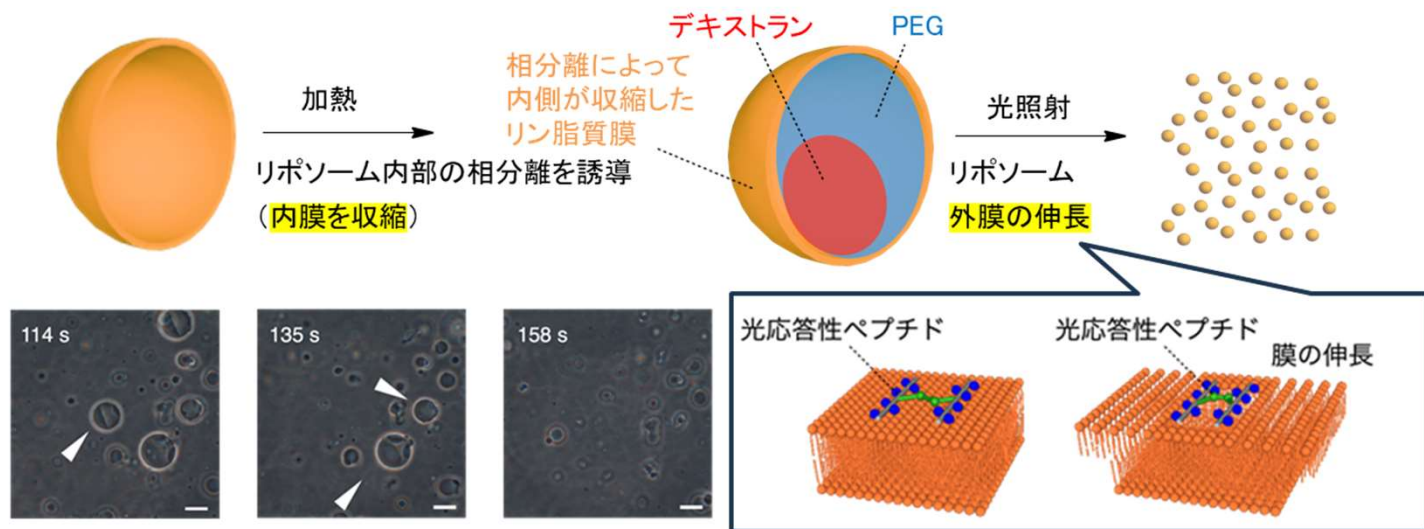 加熱
リポソーム内部の相分離を誘導
（内膜を収縮）
相分離によって
内側が収縮した
リン脂質膜
デキストラン
PEG
光照射
リポソーム
外膜の伸長
114 s
135 s
158 s
光応答性ペプチド
光応答性ペプチド
膜の伸長